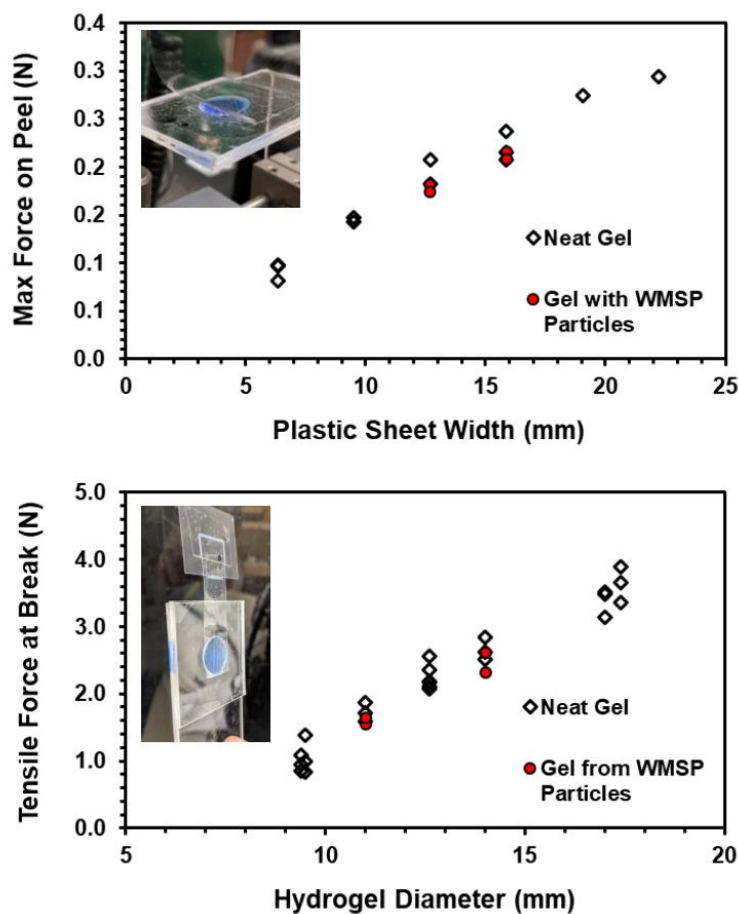 0.4
0.3
0.3
0.2
0.2
0.1
0.1
0.0
Max Force on Peel (N)
Neat Gel
Gel with WMSP
Particles
0 5 10 15 20 25
Plastic Sheet Width (mm)
5.0
4.0
3.0
2.0
1.0
0.0
Tensile Force at Break (N)
Neat Gel
Gel from WMSP
Particles
5 10 15 20
Hydrogel Diameter (mm)